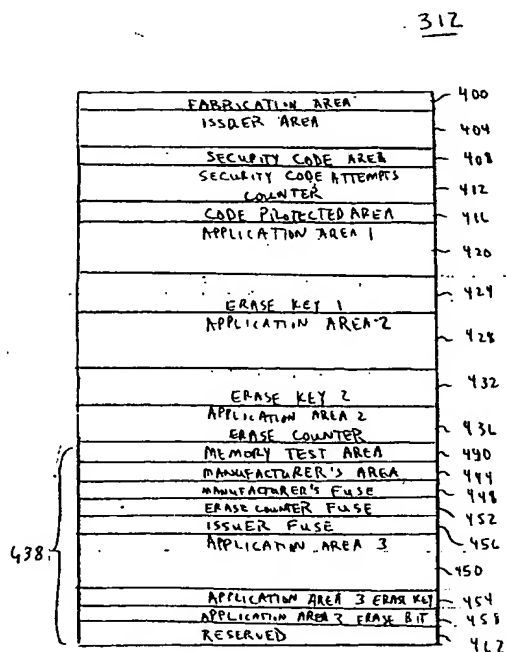 312
FABRICATION AREA 400
ISSUER AREA 404
SECURITY CODE AREA 408
SECURITY CODE ATTEMPTS
COUNTER 412
CODE PROTECTED AREA 416
APPLICATION AREA 1
420
424
ERASE KEY 1
APPLICATION AREA 2
428
432
ERASE KEY 2
APPLICATION AREA 2
ERASE COUNTER 436
MEMORY TEST AREA 440
MANUFACTURER'S AREA 444
MANUFACTURER'S FUSE 448
ERASE COUNTER FUSE 452
ISSUER FUSE 456
APPLICATION AREA 3
438
450
APPLICATION AREA 3 ERASE KEY 454
APPLICATION AREA 3 ERASE BIT 458
RESERVED 462